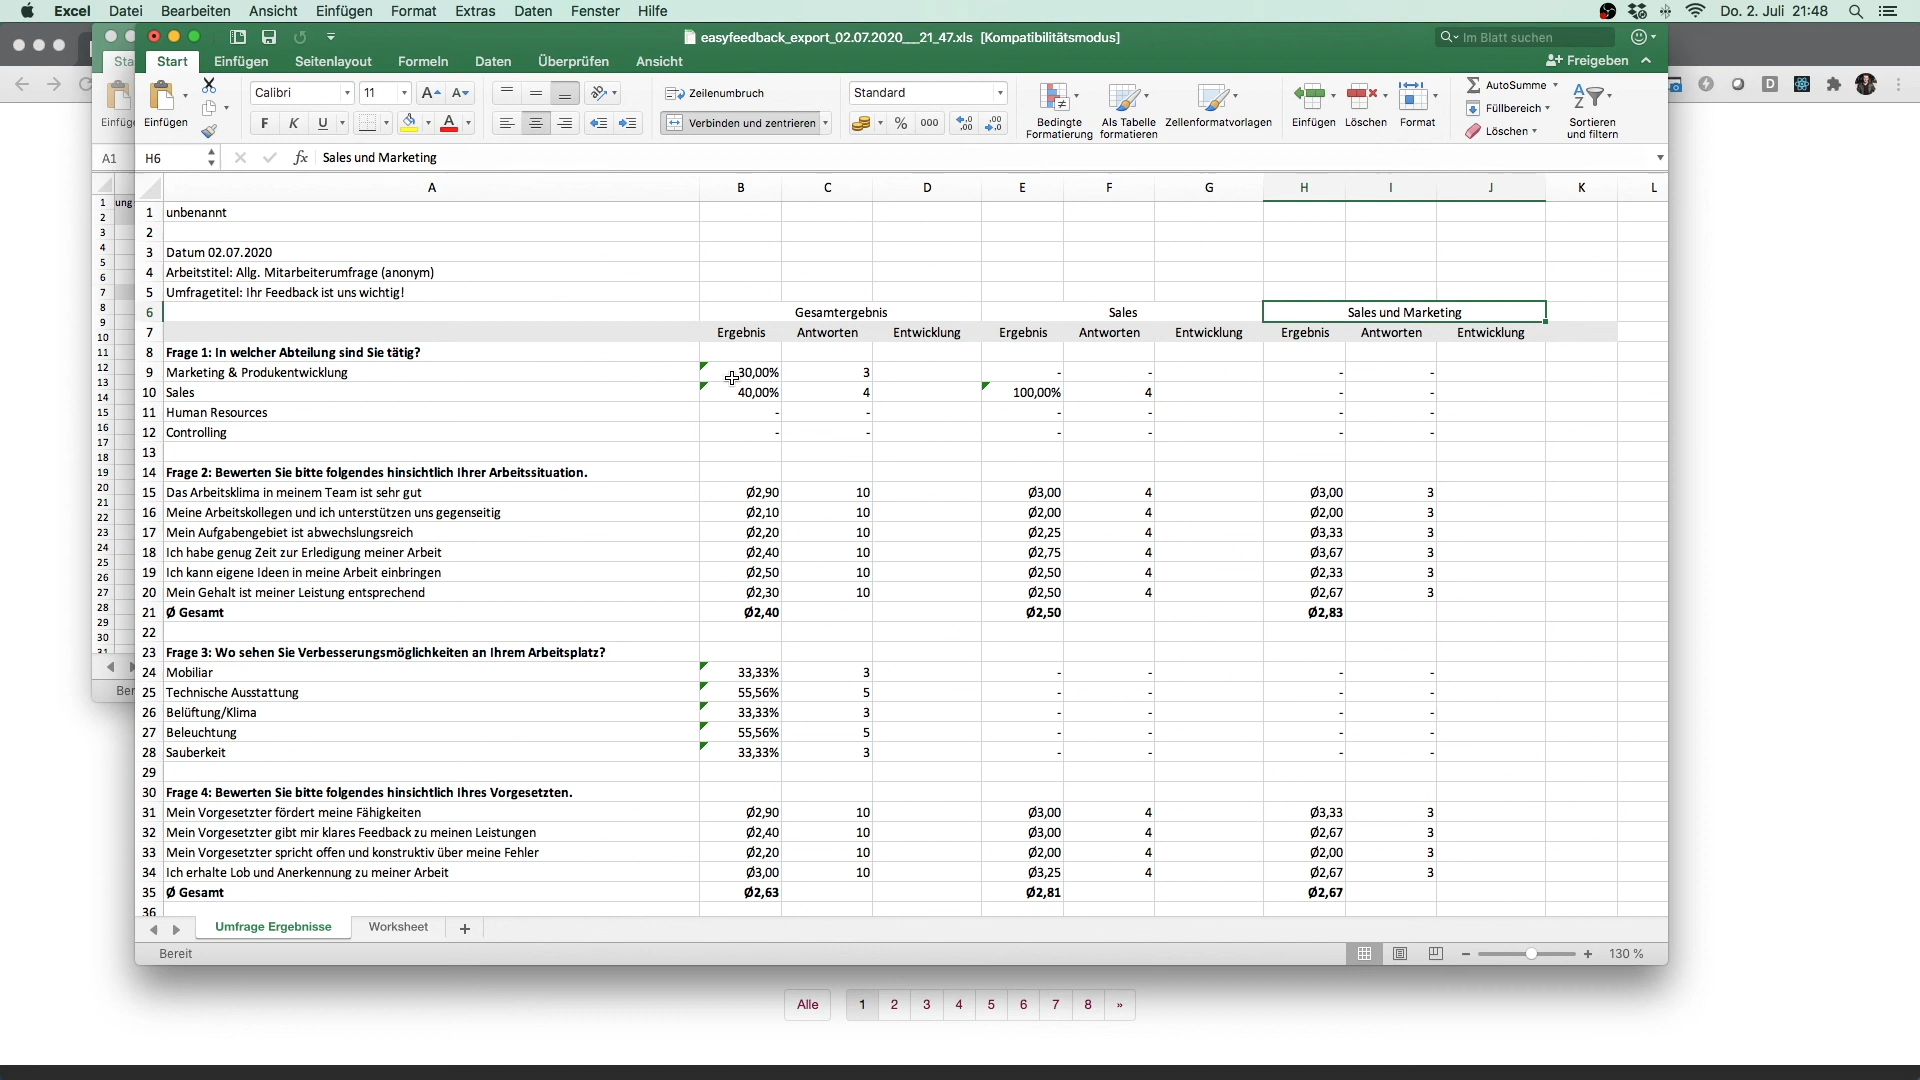 Excel Datei Bearbeiten Ansicht Einfügen Format Extras Daten Fenster Hilfe Do. 2. Juli 21:48
easyfeedback_export_02.07.2020__21_47.xls [Kompatibilitätsmodus] Im Blatt suchen
Sta Start Einfügen Seitenlayout Formeln Daten Überprüfen Ansicht Freigeben
Calibri 11 Zeilenumbruch Standard AutoSumme
Füllbereich
Löschen
Einfüge Einfügen F K U Verbinden und zentrieren % 000 Bedingte Formatierung Als Tabelle formatieren Zellenformatvorlagen Einfügen Löschen Format Sortieren und filtern
A1 H6 fx Sales und Marketing
A B C D E F G H I J K L
1 unbenannt
2
3 Datum 02.07.2020
4 Arbeitstitel: Allg. Mitarbeiterumfrage (anonym)
5 Umfragetitel: Ihr Feedback ist uns wichtig!
6 Gesamtergebnis Sales Sales und Marketing
7 Ergebnis Antworten Entwicklung Ergebnis Antworten Entwicklung Ergebnis Antworten Entwicklung
8 Frage 1: In welcher Abteilung sind Sie tätig?
9 Marketing & Produkentwicklung 30,00% 3 - - - -
10 Sales 40,00% 4 100,00% 4 - -
11 Human Resources - - - - - -
12 Controlling - - - - - -
13
14 Frage 2: Bewerten Sie bitte folgendes hinsichtlich Ihrer Arbeitssituation.
15 Das Arbeitsklima in meinem Team ist sehr gut Ø2,90 10 Ø3,00 4 Ø3,00 3
16 Meine Arbeitskollegen und ich unterstützen uns gegenseitig Ø2,10 10 Ø2,00 4 Ø2,00 3
17 Mein Aufgabengebiet ist abwechslungsreich Ø2,20 10 Ø2,25 4 Ø3,33 3
18 Ich habe genug Zeit zur Erledigung meiner Arbeit Ø2,40 10 Ø2,75 4 Ø3,67 3
19 Ich kann eigene Ideen in meine Arbeit einbringen Ø2,50 10 Ø2,50 4 Ø2,33 3
20 Mein Gehalt ist meiner Leistung entsprechend Ø2,30 10 Ø2,50 4 Ø2,67 3
21 Ø Gesamt Ø2,40 Ø2,50 Ø2,83
22
23 Frage 3: Wo sehen Sie Verbesserungsmöglichkeiten an Ihrem Arbeitsplatz?
24 Mobiliar 33,33% 3 - - - -
25 Technische Ausstattung 55,56% 5 - - - -
26 Belüftung/Klima 33,33% 3 - - - -
27 Beleuchtung 55,56% 5 - - - -
28 Sauberkeit 33,33% 3 - - - -
29
30 Frage 4: Bewerten Sie bitte folgendes hinsichtlich Ihres Vorgesetzten.
31 Mein Vorgesetzter fördert meine Fähigkeiten Ø2,90 10 Ø3,00 4 Ø3,33 3
32 Mein Vorgesetzter gibt mir klares Feedback zu meinen Leistungen Ø2,40 10 Ø3,00 4 Ø2,67 3
33 Mein Vorgesetzter spricht offen und konstruktiv über meine Fehler Ø2,20 10 Ø2,00 4 Ø2,00 3
34 Ich erhalte Lob und Anerkennung zu meiner Arbeit Ø3,00 10 Ø3,25 4 Ø2,67 3
35 Ø Gesamt Ø2,63 Ø2,81 Ø2,67
36
Umfrage Ergebnisse Worksheet +
Ber Bereit 130 %
Alle 1 2 3 4 5 6 7 8 »